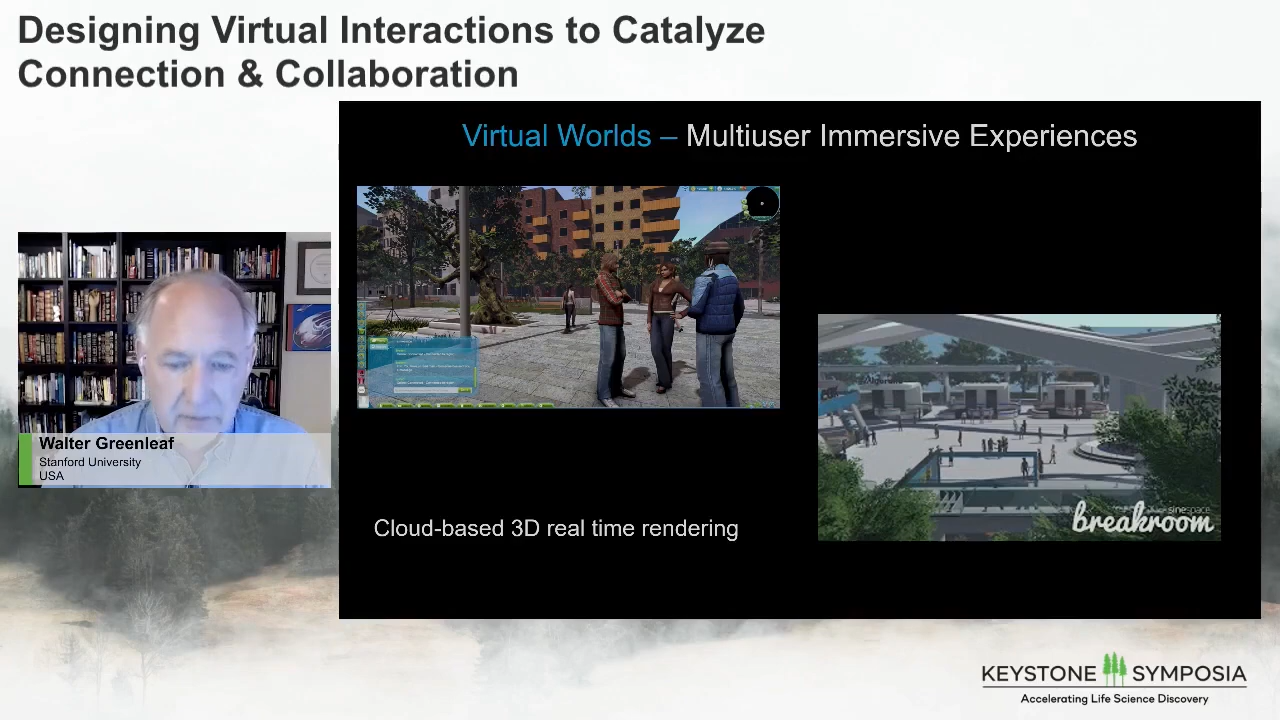 Designing Virtual Interactions to Catalyze
Connection & Collaboration
Virtual Worlds – Multiuser Immersive Experiences
Walter Greenleaf
Stanford University
USA
Cloud-based 3D real time rendering
sinespace
breakroom
KEYSTONE SYMPOSIA
Accelerating Life Science Discovery